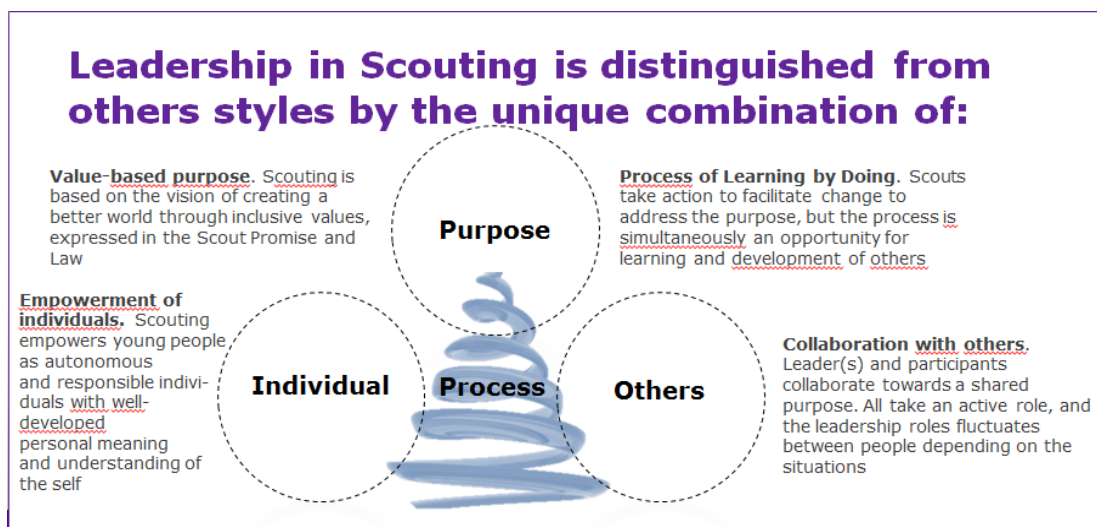 Leadership in Scouting is distinguished from
others styles by the unique combination of:
Value-based purpose. Scouting is
based on the vision of creating a
better world through inclusive values,
expressed in the Scout Promise and
Law
Process of Learning by Doing. Scouts
take action to facilitate change to
address the purpose, but the process is
simultaneously an opportunity for
learning and development of others
Purpose
Empowerment of
individuals. Scouting
empowers young people
as autonomous
and responsible indivi-
duals with well-
developed
personal meaning
and understanding of
the self
Individual
Process
Others
Collaboration with others.
Leader(s) and participants
collaborate towards a shared
purpose. All take an active role, and
the leadership roles fluctuates
between people depending on the
situations